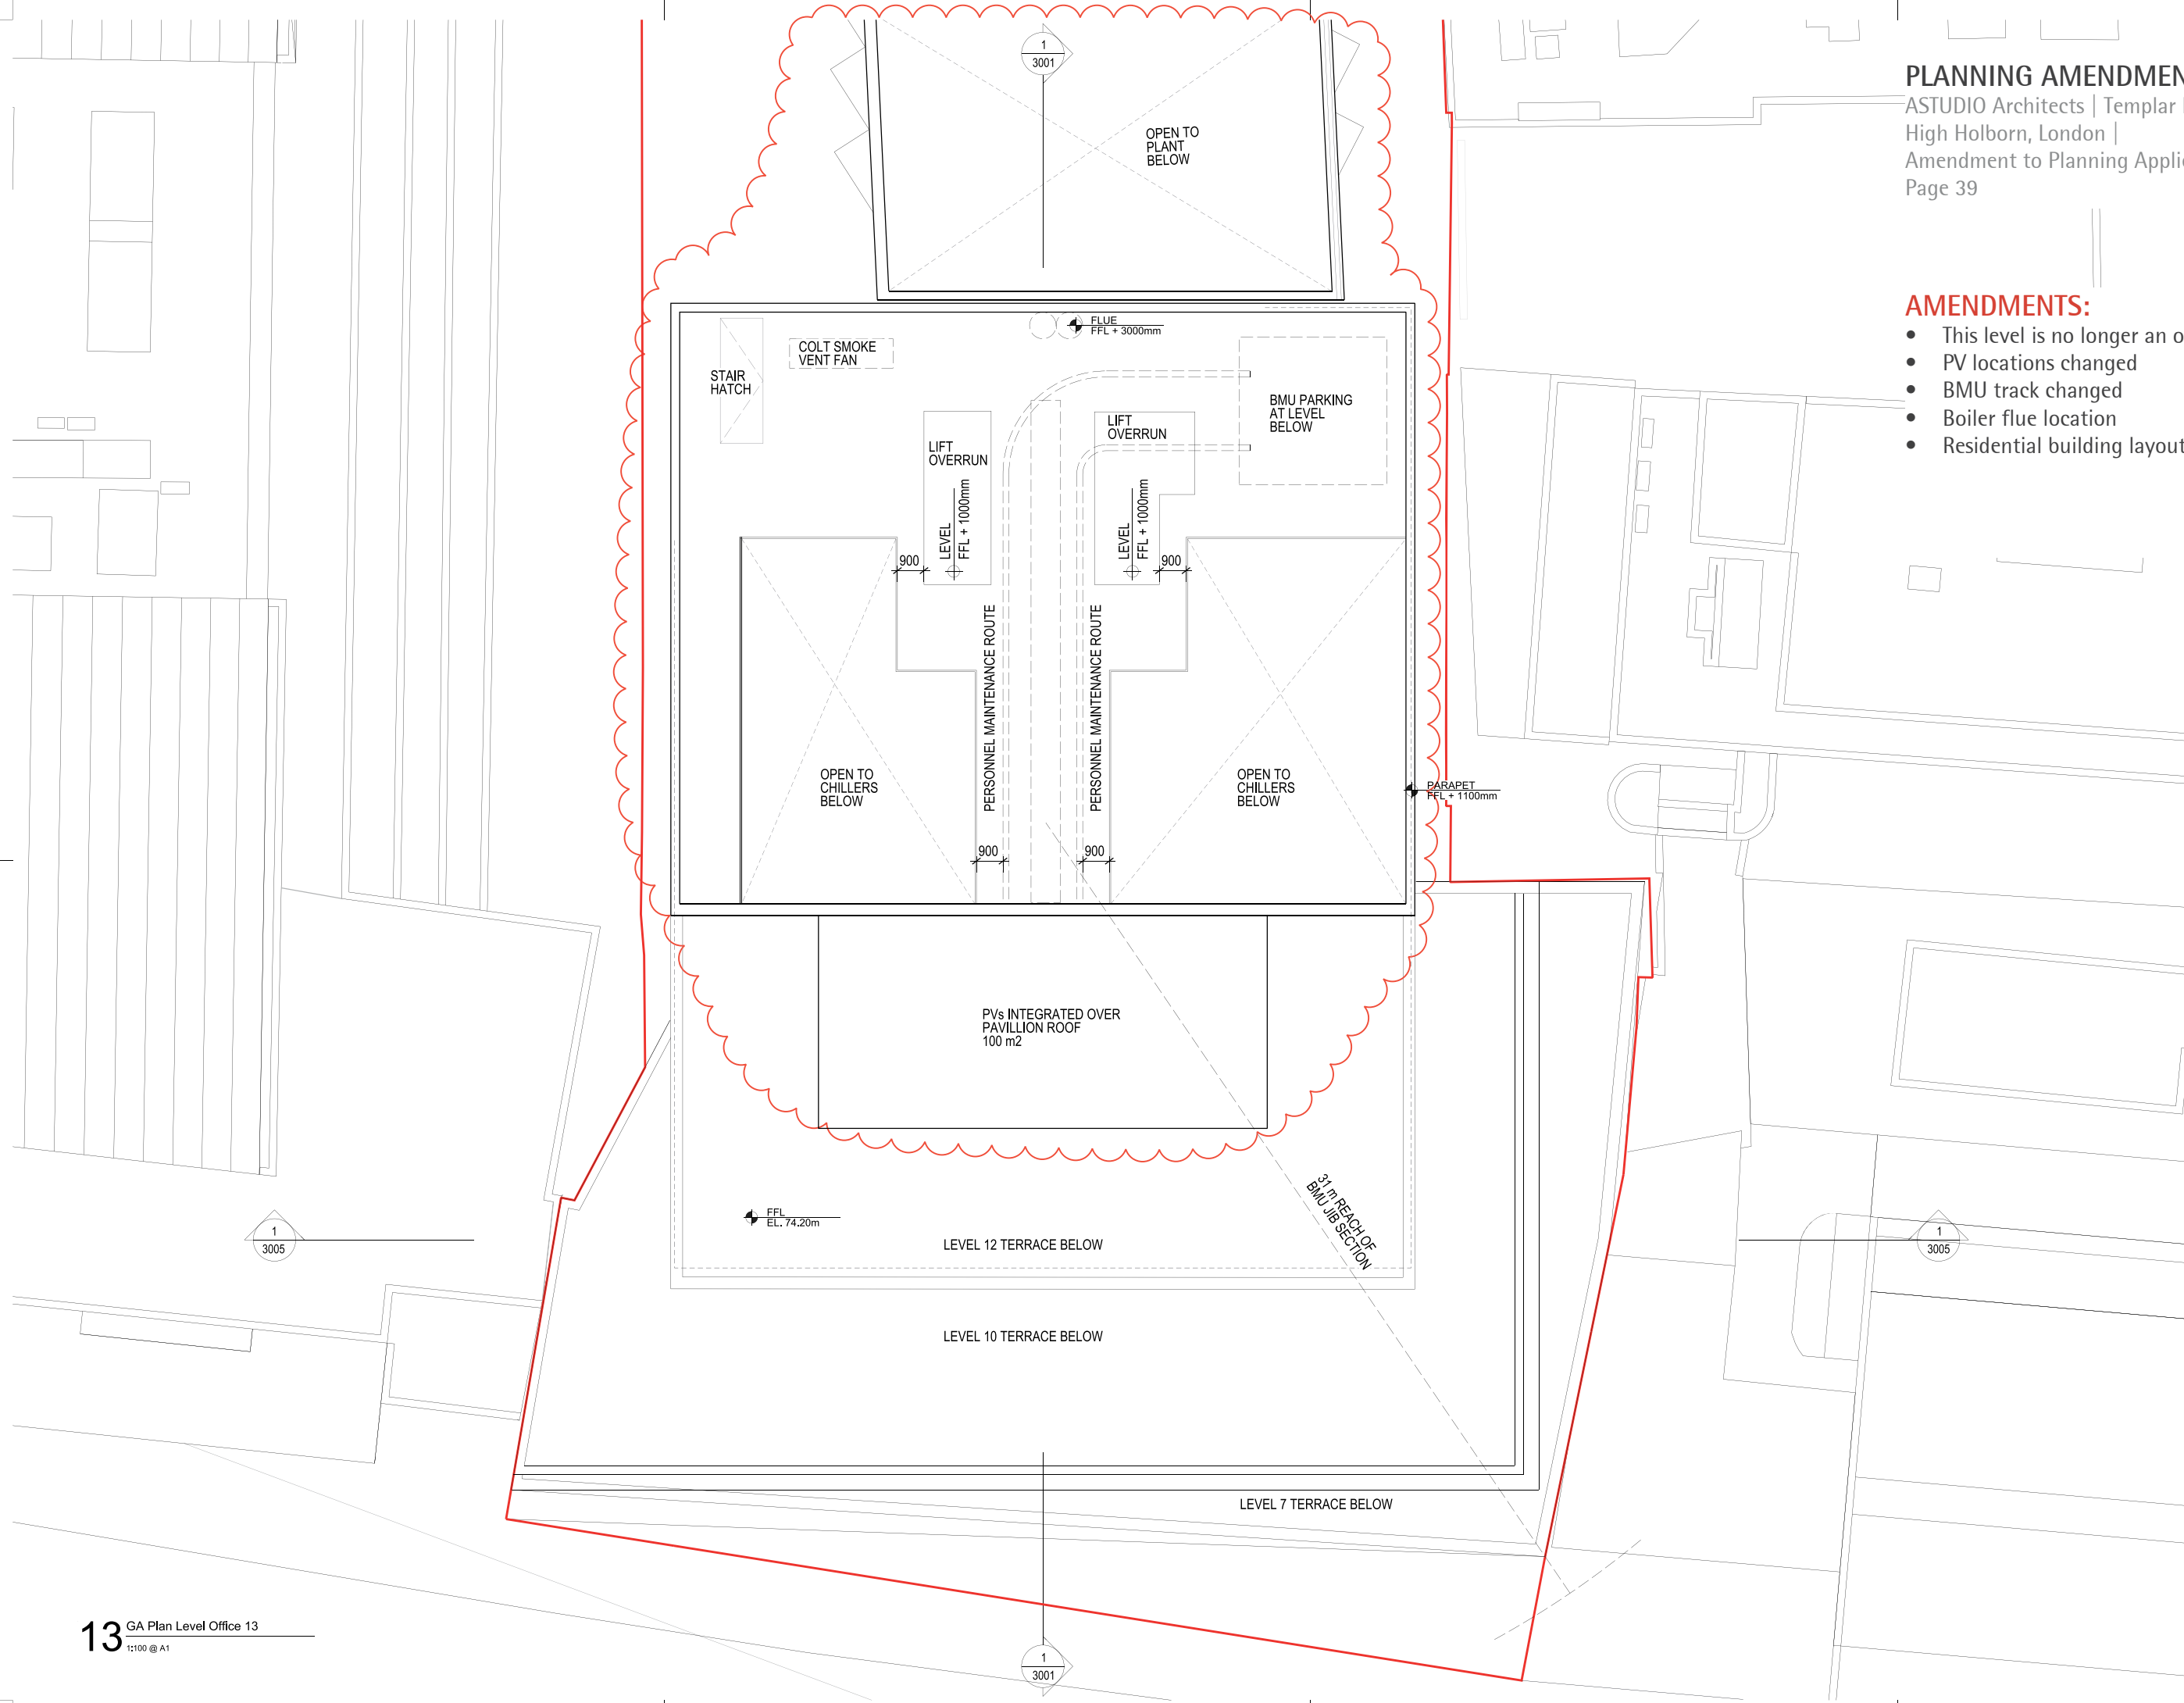 1
3001
OPEN TO
PLANT
BELOW
PLANNING
ASTUDIO Architects | Templar
High Holborn, London |
Amendment to Planning
Page 39
AMENDMENTS:
• This level is no longer an
• PV locations changed
• BMU track changed
• Boiler flue location
• Residential building layout
FLUE
FFL + 3000mm
COLT SMOKE
VENT FAN
STAIR
HATCH
BMU PARKING
AT LEVEL
BELOW
LIFT
OVERRUN
LIFT
OVERRUN
LEVEL
FFL + 1000mm
LEVEL
FFL + 1000mm
900
900
PERSONNEL MAINTENANCE ROUTE
PERSONNEL MAINTENANCE ROUTE
OPEN TO
CHILLERS
BELOW
OPEN TO
CHILLERS
BELOW
PARAPET
FFL + 1100mm
900
900
PVs INTEGRATED OVER
PAVILLION ROOF
100 m2
31 m REACH OF
BMU JIB SECTION
FFL
EL. 74.20m
1
3005
LEVEL 12 TERRACE BELOW
1
3005
LEVEL 10 TERRACE BELOW
LEVEL 7 TERRACE BELOW
13
GA Plan Level Office 13
1:100 @ A1
1
3001